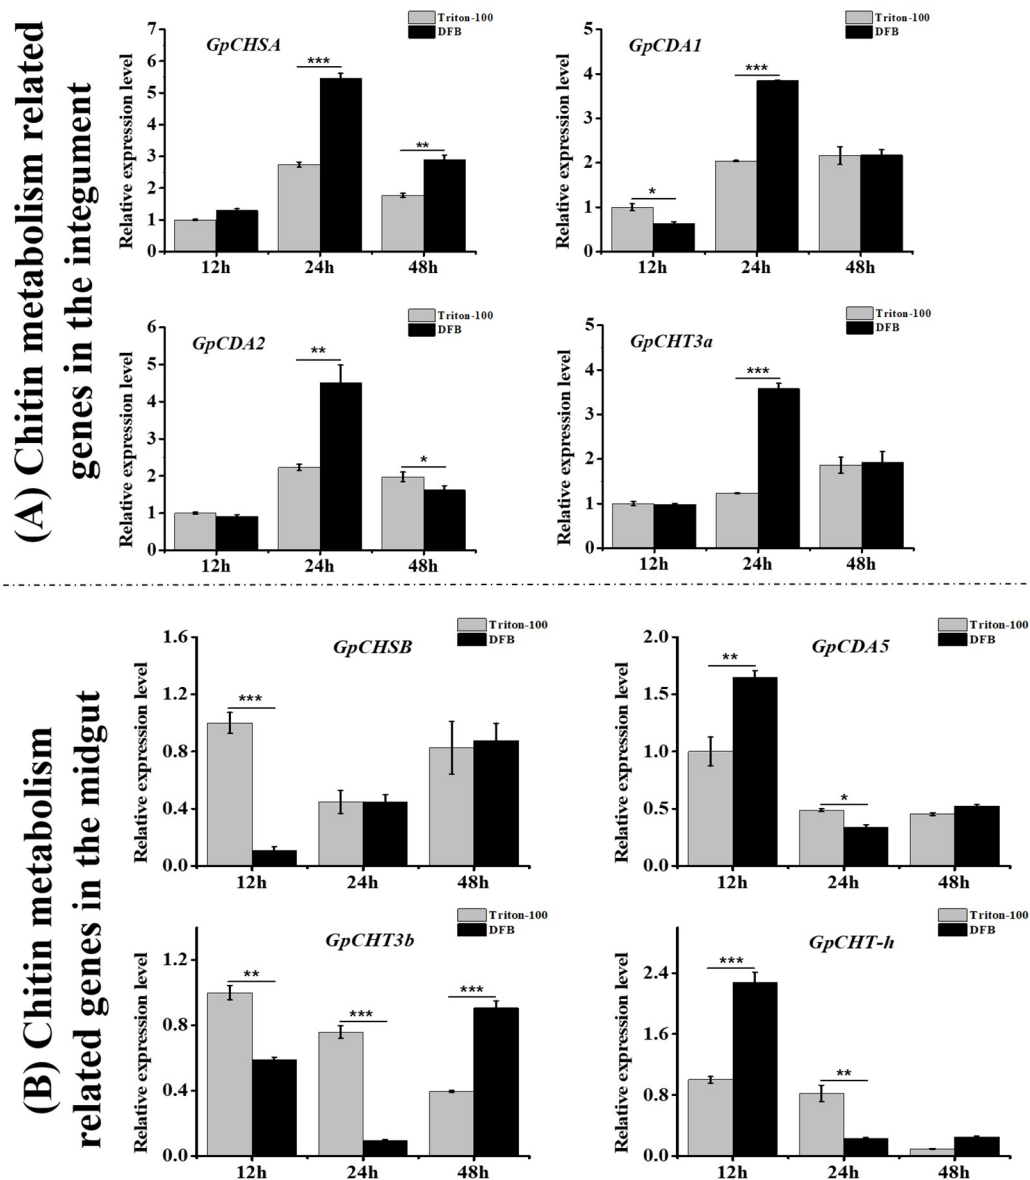 (A) Chitin metabolism related
genes in the integument
GpCHSA
Triton-100
DFB
Relative expression level
7
6
5
4
3
2
1
0
***
**
12h
24h
48h
GpCDA1
Triton-100
DFB
Relative expression level
5
4
3
2
1
0
*
***
12h
24h
48h
GpCDA2
Triton-100
DFB
Relative expression level
6
5
4
3
2
1
0
**
*
12h
24h
48h
GpCHT3a
Triton-100
DFB
Relative expression level
5
4
3
2
1
0
***
12h
24h
48h
(B) Chitin metabolism
related genes in the midgut
GpCHSB
Triton-100
DFB
Relative expression level
1.6
1.2
0.8
0.4
0.0
***
12h
24h
48h
GpCDA5
Triton-100
DFB
Relative expression level
2.0
1.5
1.0
0.5
0.0
**
*
12h
24h
48h
GpCHT3b
Triton-100
DFB
Relative expression level
1.2
0.8
0.4
0.0
**
***
***
12h
24h
48h
GpCHT-h
Triton-100
DFB
Relative expression level
2.4
1.6
0.8
0.0
***
**
12h
24h
48h